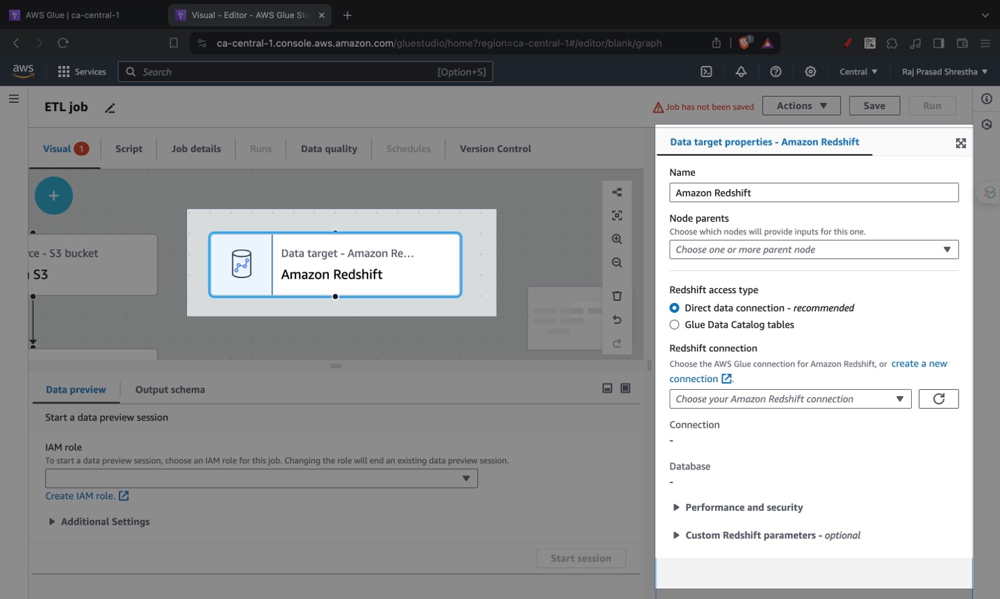 AWS Glue | ca-central-1
Visual - Editor - AWS Glue Stu
ca-central-1.console.aws.amazon.com/gluestudio/home?region=ca-central-1#/editor/blank/graph
1
aws
Services
Search
[Option+S]
Central
Raj Prasad Shrestha
ETL job
Job has not been saved
Actions
Save
Run
Visual 1
Script
Job details
Runs
Data quality
Schedules
Version Control
rce - S3 bucket
S3
Data target - Amazon Re...
Amazon Redshift
Data preview
Output schema
Start a data preview session
IAM role
To start a data preview session, choose an IAM role for this job. Changing the role will end an existing data preview session.
Create IAM role.
Additional Settings
Start session
Data target properties - Amazon Redshift
Name
Amazon Redshift
Node parents
Choose which nodes will provide inputs for this one.
Choose one or more parent node
Redshift access type
Direct data connection - recommended
Glue Data Catalog tables
Redshift connection
Choose the AWS Glue connection for Amazon Redshift, or create a new
connection.
Choose your Amazon Redshift connection
Connection
-
Database
-
Performance and security
Custom Redshift parameters - optional